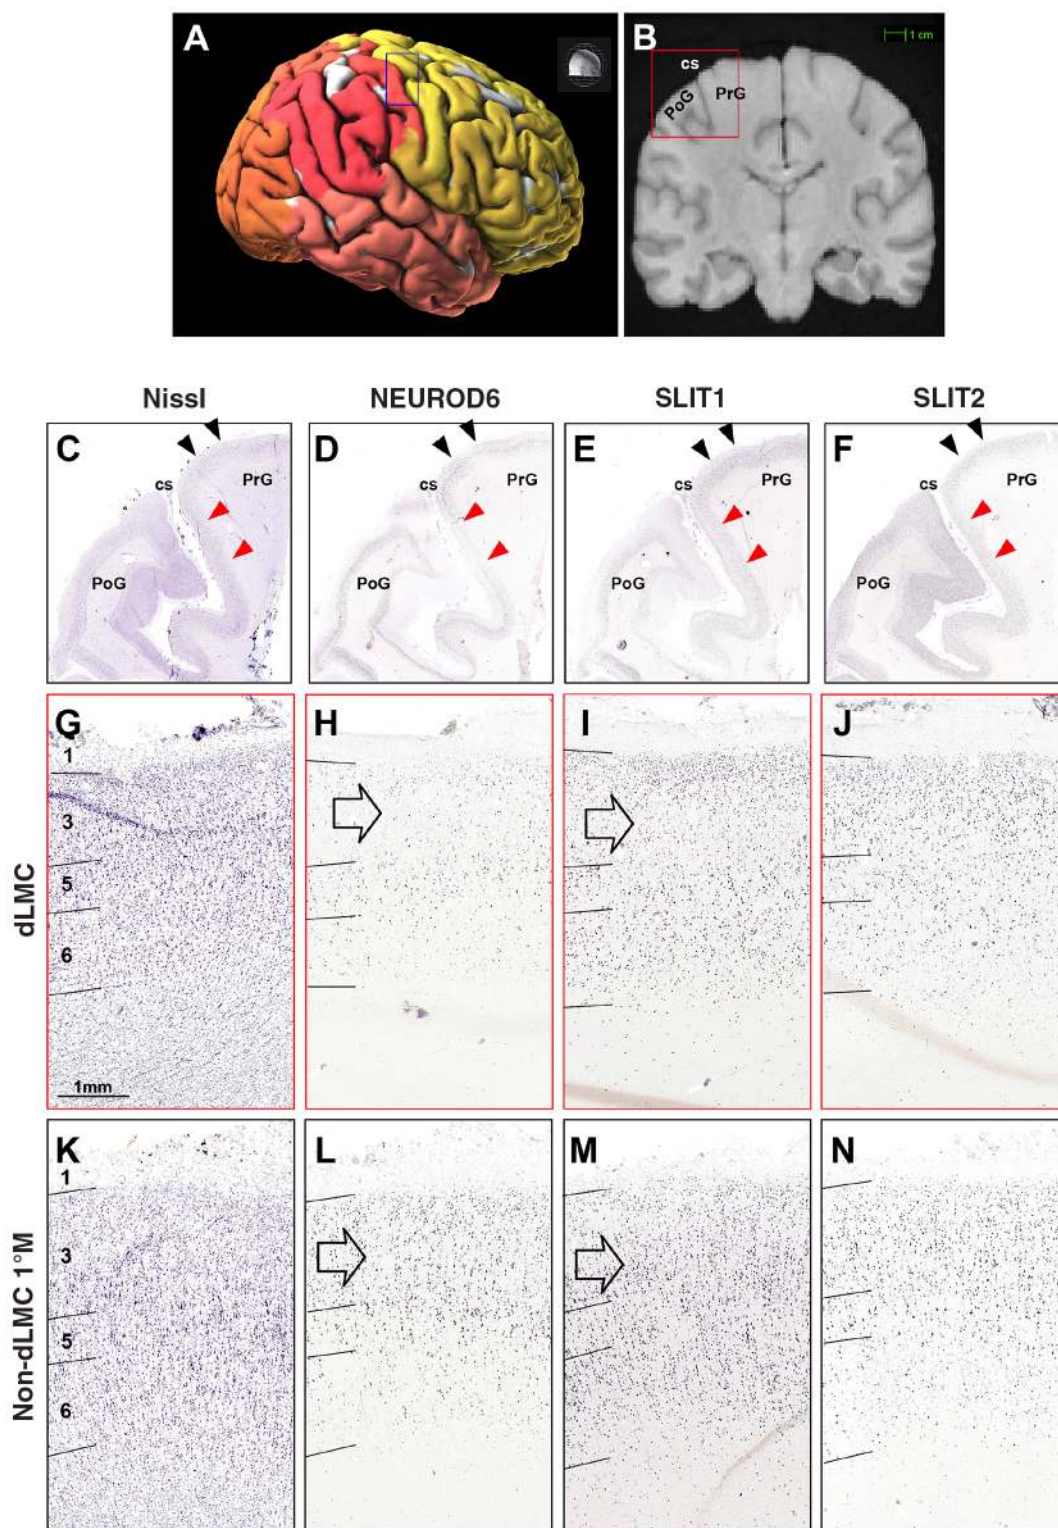 A
B
1 cm
cs
PoG
PrG
Nissl
NEUROD6
SLIT1
SLIT2
C
PrG
cs
PoG
D
PrG
cs
PoG
E
PrG
cs
PoG
F
PrG
cs
PoG
dLMC
G
1
3
5
6
1mm
H
I
J
Non-dLMC 1°M
K
1
3
5
6
L
M
N